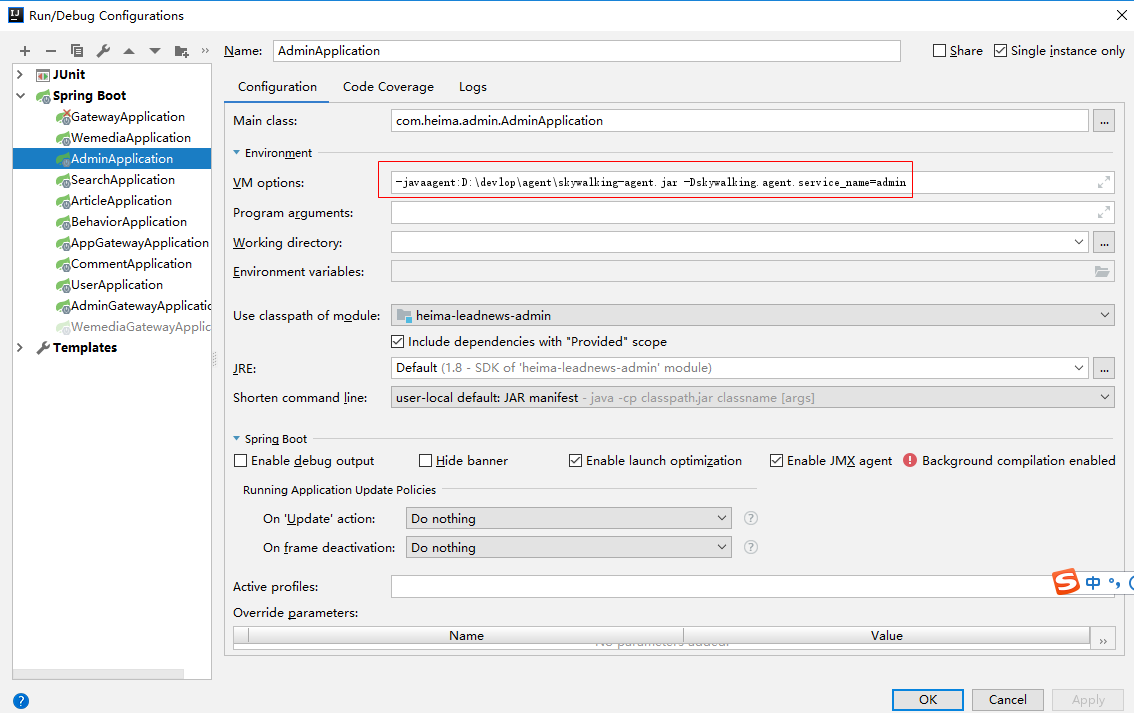 Run/Debug Configurations
Name: AdminApplication
Share
Single instance only
JUnit
Spring Boot
GatewayApplication
WemediaApplication
AdminApplication
SearchApplication
ArticleApplication
BehaviorApplication
AppGatewayApplication
CommentApplication
UserApplication
AdminGatewayApplicatic
WemediaGatewayApplic
Templates
Configuration
Code Coverage
Logs
Main class: com.heima.admin.AdminApplication
Environment
VM options: -javaagent:D:\devlop\agent\skywalking-agent.jar -Dskywalking.agent.service_name=admin
Program arguments:
Working directory:
Environment variables:
Use classpath of module: heima-leadnews-admin
Include dependencies with "Provided" scope
JRE: Default (1.8 - SDK of 'heima-leadnews-admin' module)
Shorten command line: user-local default: JAR manifest - java -cp classpath.jar classname [args]
Spring Boot
Enable debug output
Hide banner
Enable launch optimization
Enable JMX agent
Background compilation enabled
Running Application Update Policies
On 'Update' action: Do nothing
On frame deactivation: Do nothing
Active profiles:
中
Override parameters:
Name Value
No parameters added.
OK
Cancel
Apply